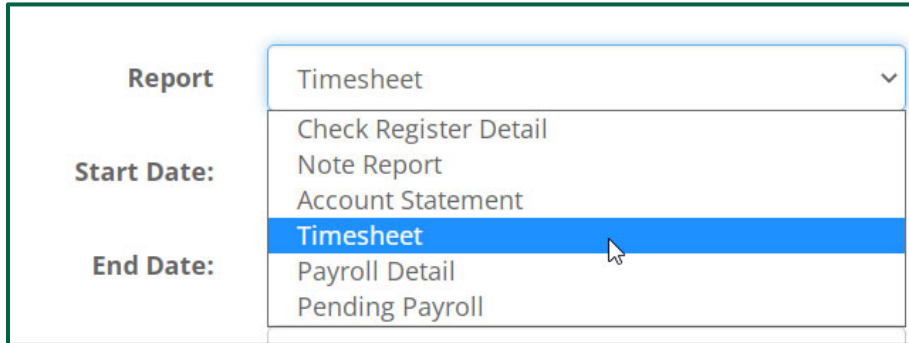 Report Timesheet
Check Register Detail
Note Report
Start Date:
Account Statement
Timesheet
End Date:
Payroll Detail
Pending Payroll